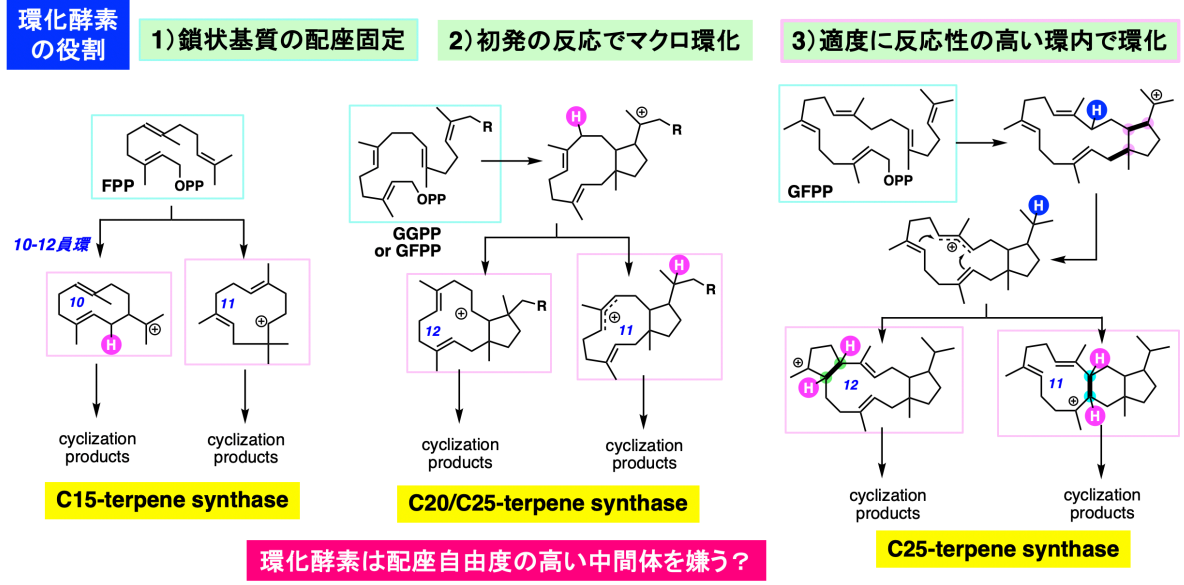 環化酵素
の役割
1）鎖状基質の配座固定
2）初発の反応でマクロ環化
3）適度に反応性の高い環内で環化
FPP
OPP
10-12員環
10
H
11
cyclization
products
cyclization
products
C15-terpene synthase
R
OPP
GGPP
or GFPP
H
R
12
R
H
R
11
cyclization
products
cyclization
products
C20/C25-terpene synthase
GFPP
OPP
H
H
H
H
12
H
H
11
cyclization
products
cyclization
products
C25-terpene synthase
環化酵素は配座自由度の高い中間体を嫌う？